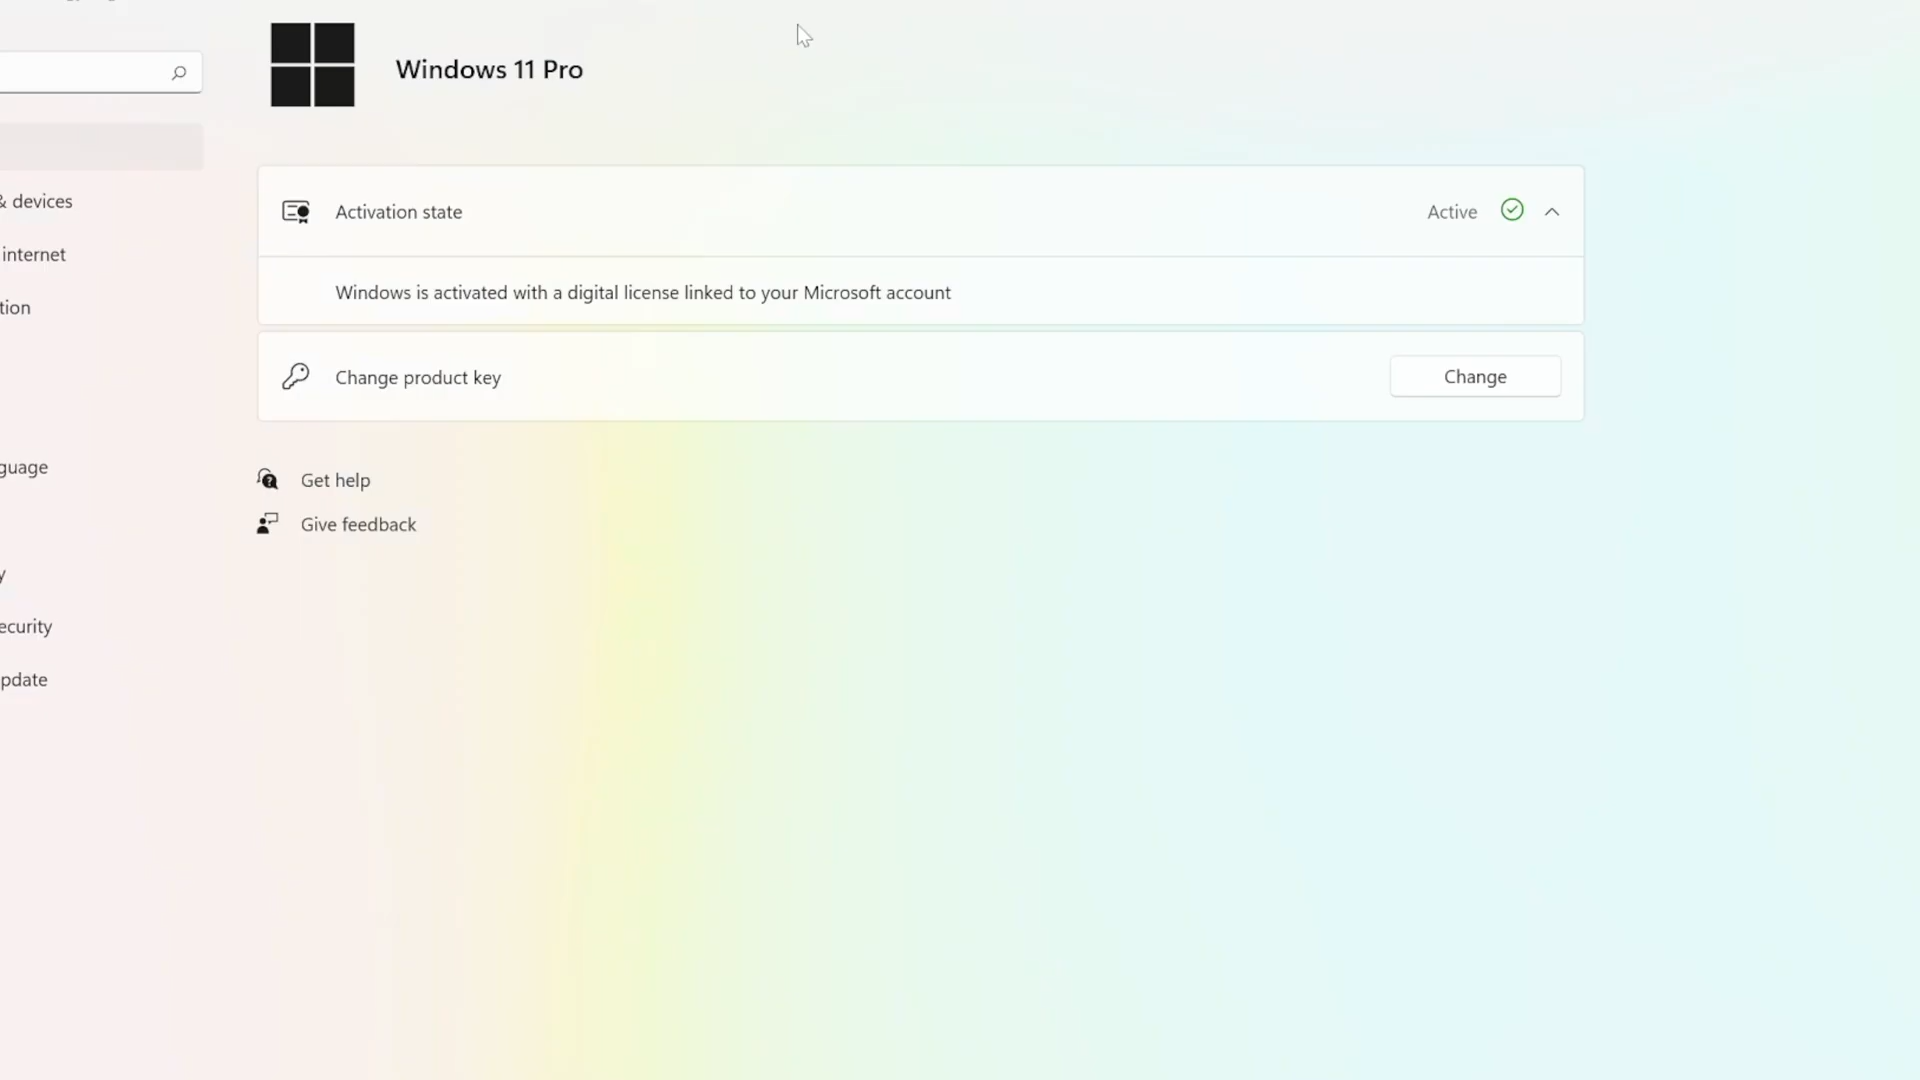 Windows 11 Pro
& devices
Activation state
Active
internet
Windows is activated with a digital license linked to your Microsoft account
tion
Change product key
Change
guage
Get help
Give feedback
y
ecurity
pdate